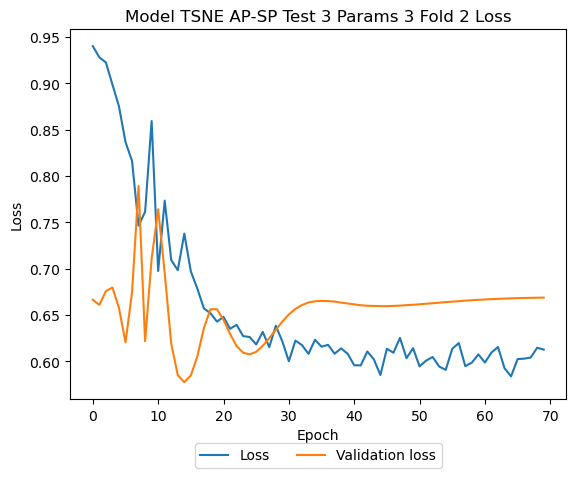 Model TSNE AP-SP Test 3 Params 3 Fold 2 Loss
0.95
0.90
0.85
0.80
0.75
0.70
0.65
0.60
Loss
0 10 20 30 40 50 60 70
Epoch
Loss Validation loss